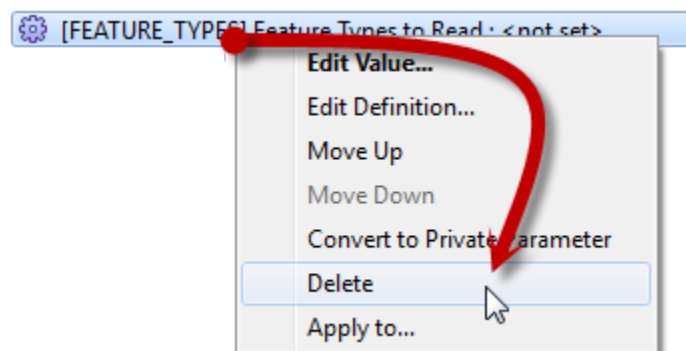 [FEATURE_TYPES] Feature Types to Read : <not set>
Edit Value...
Edit Definition...
Move Up
Move Down
Convert to Private Parameter
Delete
Apply to...